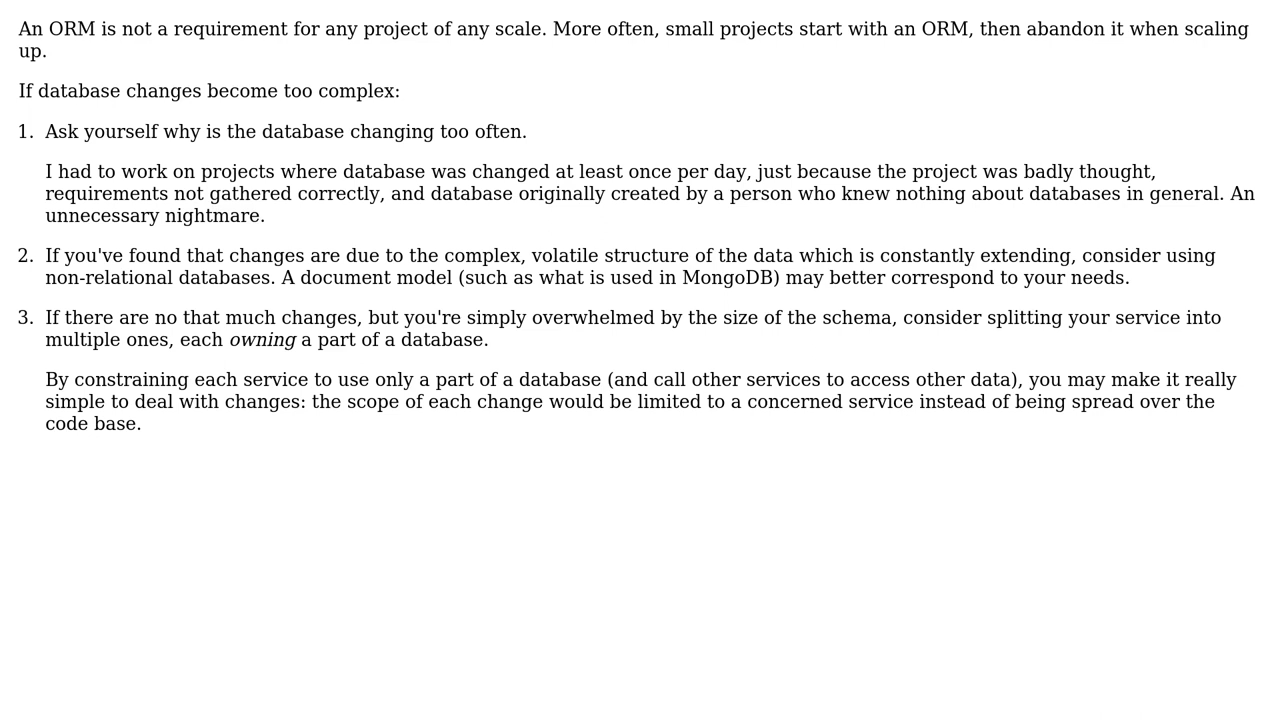 An ORM is not a requirement for any project of any scale. More often, small projects start with an ORM, then abandon it when scaling
up.
If database changes become too complex:
1. Ask yourself why is the database changing too often.
I had to work on projects where database was changed at least once per day, just because the project was badly thought,
requirements not gathered correctly, and database originally created by a person who knew nothing about databases in general. An
unnecessary nightmare.
2. If you've found that changes are due to the complex, volatile structure of the data which is constantly extending, consider using
non-relational databases. A document model (such as what is used in MongoDB) may better correspond to your needs.
3. If there are no that much changes, but you're simply overwhelmed by the size of the schema, consider splitting your service into
multiple ones, each owning a part of a database.
By constraining each service to use only a part of a database (and call other services to access other data), you may make it really
simple to deal with changes: the scope of each change would be limited to a concerned service instead of being spread over the
code base.